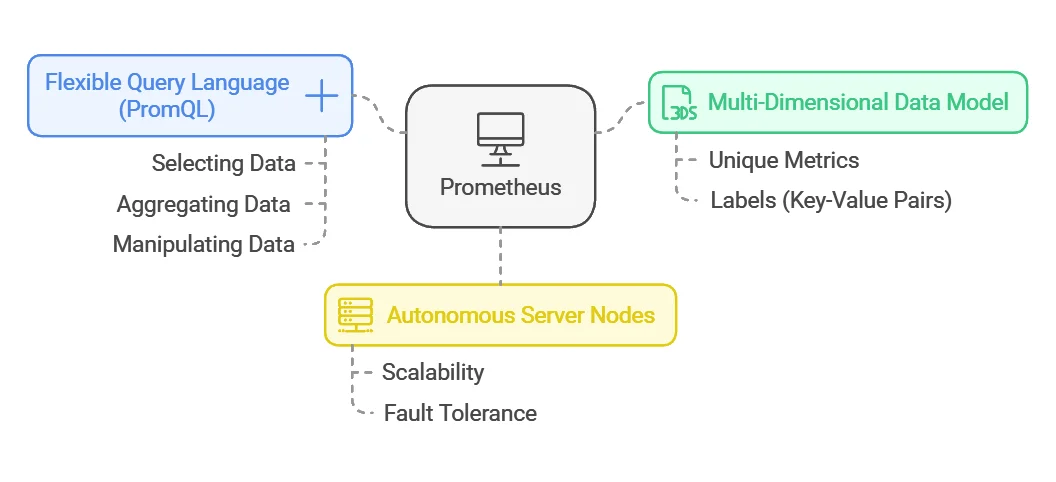 Flexible Query Language
(PromQL)
Selecting Data
Aggregating Data
Manipulating Data
Prometheus
3DS
Multi-Dimensional Data Model
Unique Metrics
Labels (Key-Value Pairs)
Autonomous Server Nodes
Scalability
Fault Tolerance